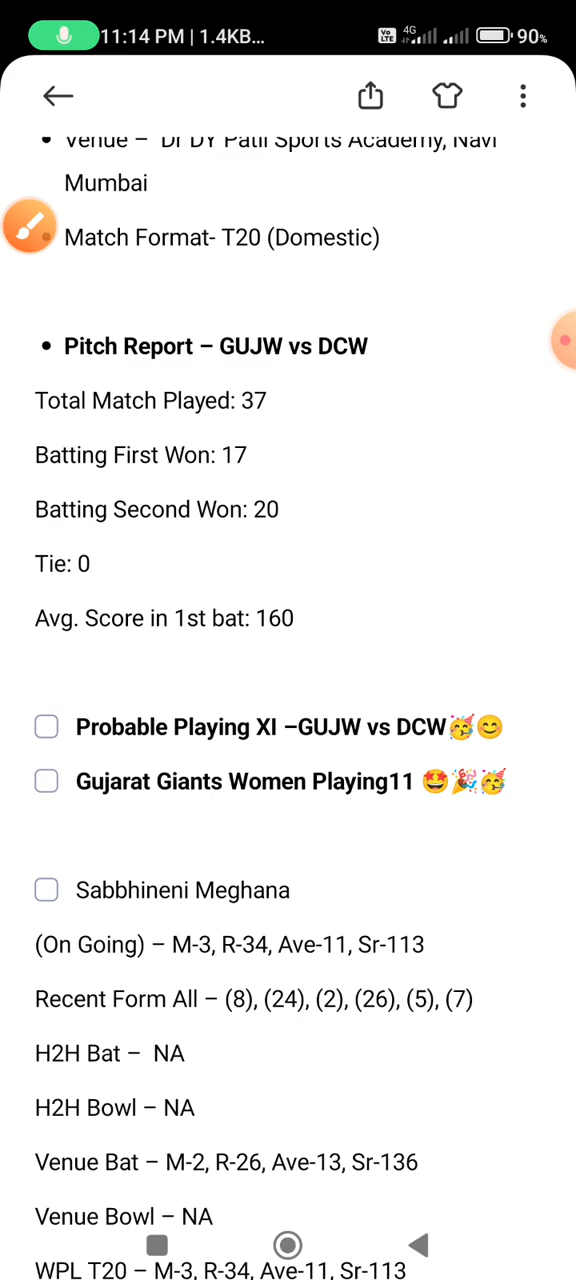 11:14 PM | 1.4KB...
Vo LTE 4G 90%
Venue – Dr DY Patil Sports Academy, Navi
Mumbai
Match Format- T20 (Domestic)
Pitch Report – GUJW vs DCW
Total Match Played: 37
Batting First Won: 17
Batting Second Won: 20
Tie: 0
Avg. Score in 1st bat: 160
Probable Playing XI –GUJW vs DCW🥳😊
Gujarat Giants Women Playing11 🤩🎉🥳
Sabbhineni Meghana
(On Going) – M-3, R-34, Ave-11, Sr-113
Recent Form All – (8), (24), (2), (26), (5), (7)
H2H Bat – NA
H2H Bowl – NA
Venue Bat – M-2, R-26, Ave-13, Sr-136
Venue Bowl – NA
WPL T20 – M-3, R-34, Ave-11, Sr-113